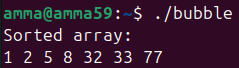 amma@amma59:~$ ./bubble
Sorted array:
1 2 5 8 32 33 77